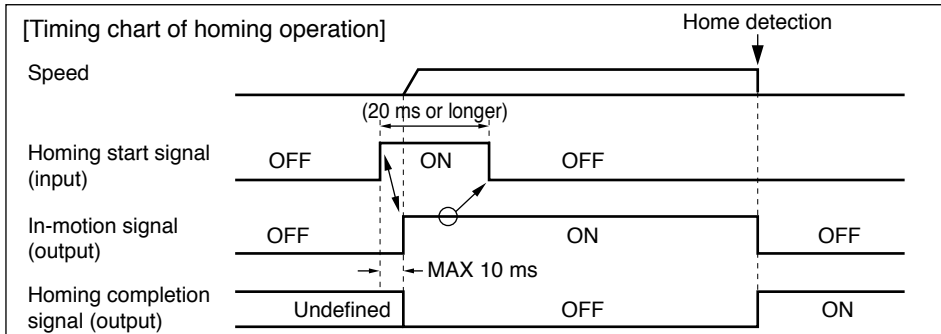 [Timing chart of homing operation]
Home detection
Speed
(20 ms or longer)
Homing start signal
(input)
OFF
ON
OFF
In-motion signal
(output)
OFF
ON
OFF
MAX 10 ms
Homing completion
signal (output)
Undefined
OFF
ON